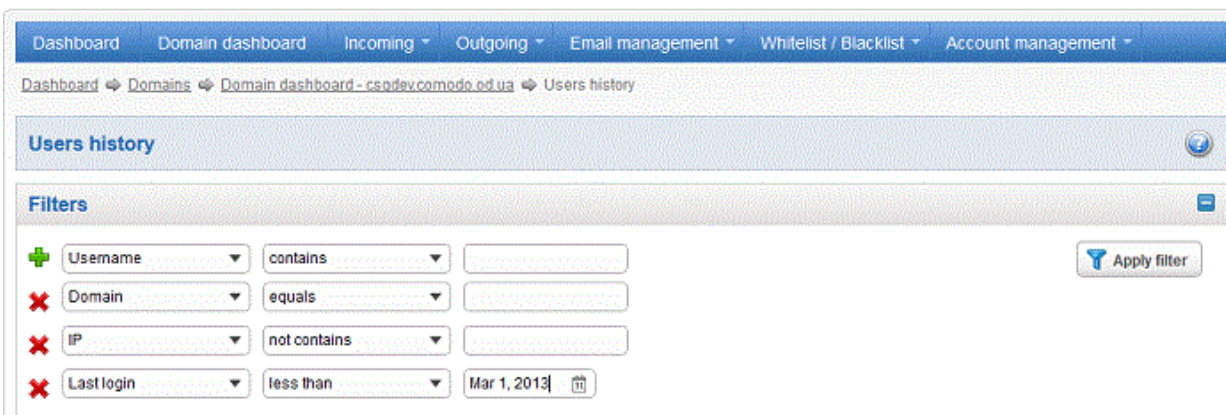 Dashboard Domain dashboard Incoming Outgoing Email management Whitelist / Blacklist Account management
Dashboard Domains Domain dashboard - csgdev.comodo.od.ua Users history
Users history
Filters
Username contains Apply filter
Domain equals
IP not contains
Last login less than Mar 1, 2013